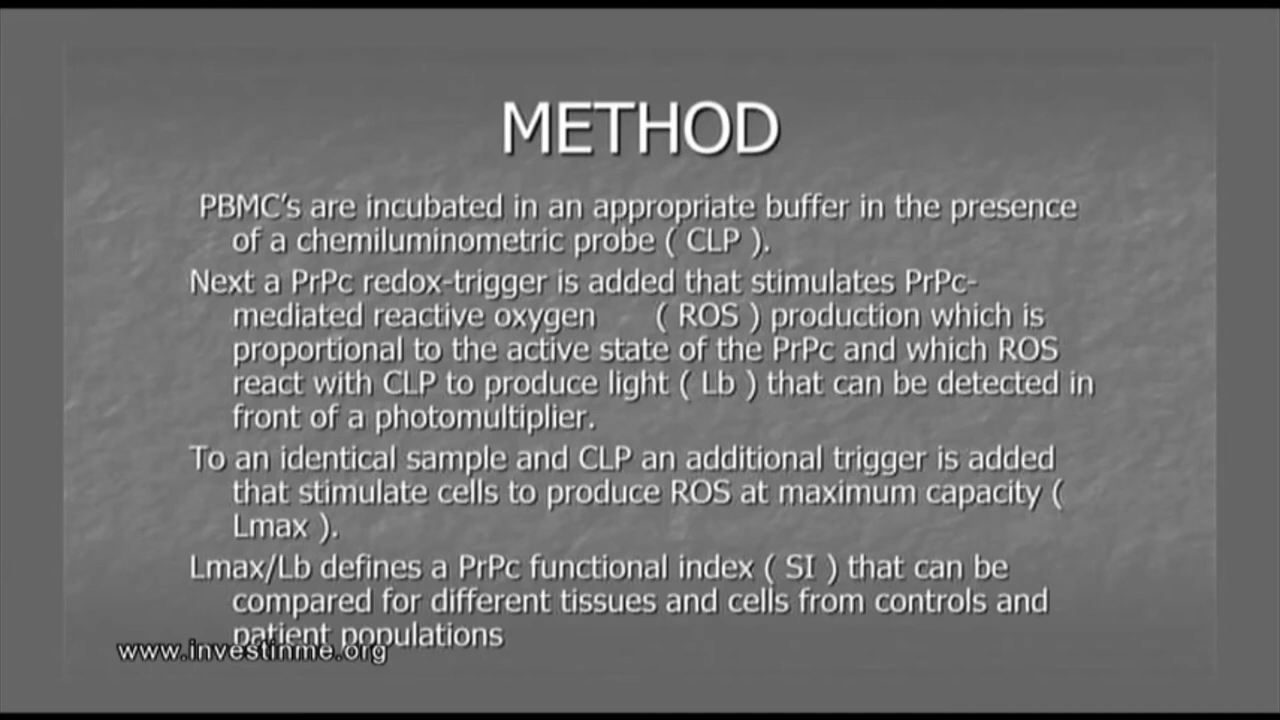 METHOD
PBMC's are incubated in an appropriate buffer in the presence
of a chemiluminometric probe ( CLP ).
Next a PrPc redox-trigger is added that stimulates PrPc-
mediated reactive oxygen ( ROS ) production which is
proportional to the active state of the PrPc and which ROS
react with CLP to produce light ( Lb ) that can be detected in
front of a photomultiplier.
To an identical sample and CLP an additional trigger is added
that stimulate cells to produce ROS at maximum capacity (
Lmax ).
Lmax/Lb defines a PrPc functional index ( SI ) that can be
compared for different tissues and cells from controls and
patient populations
www.investinme.org